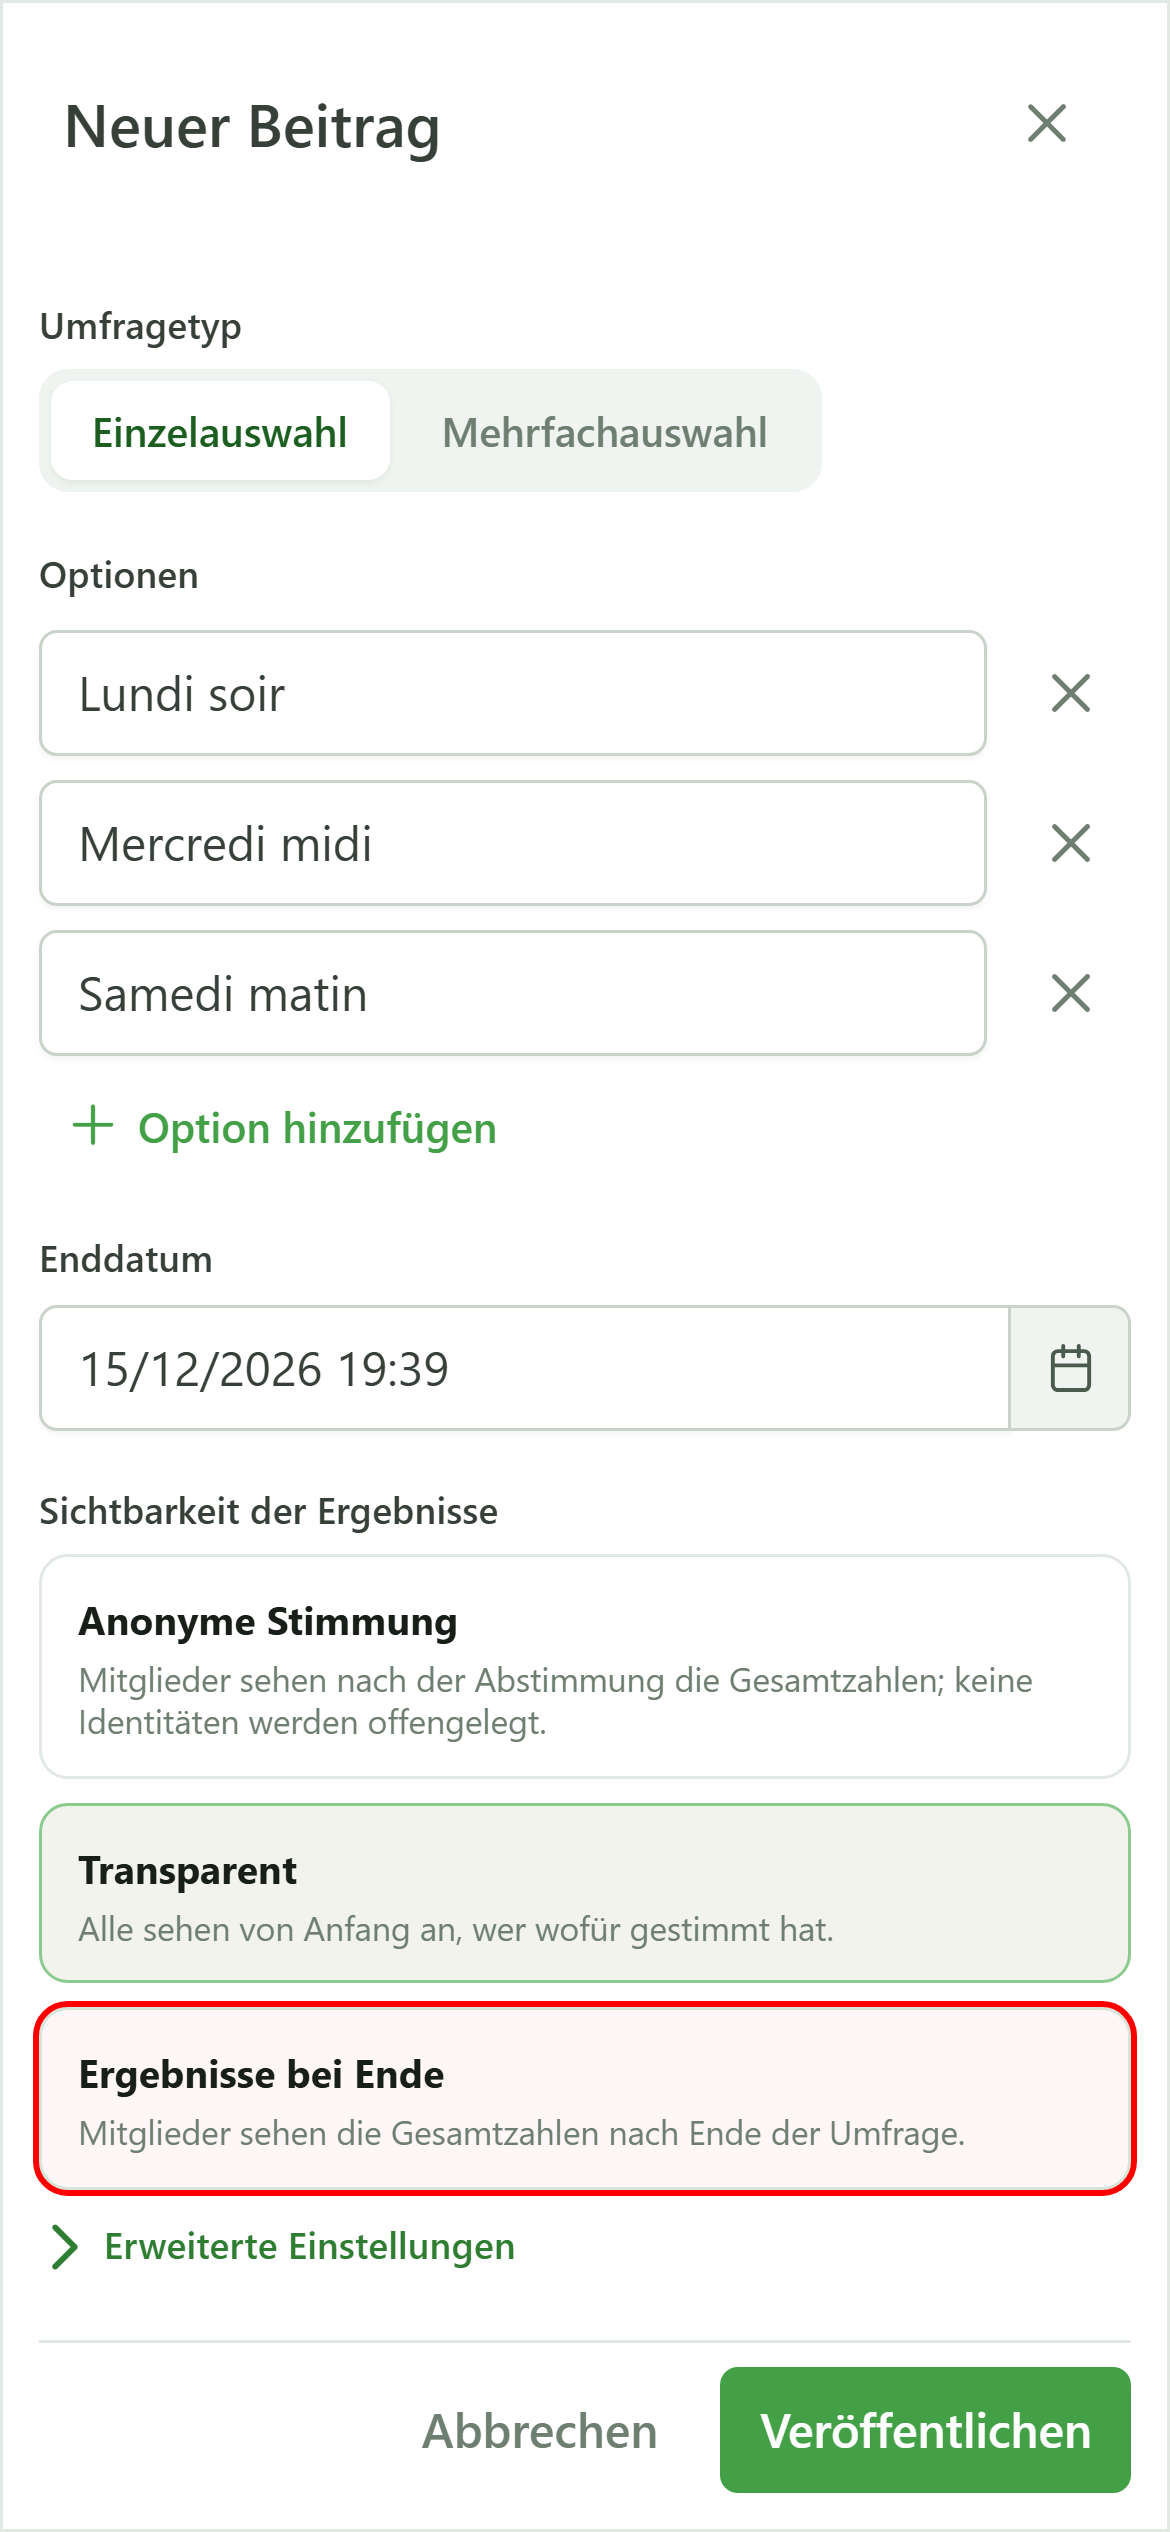 Neuer Beitrag
Umfragetyp
Einzelauswahl
Mehrfachauswahl
Optionen
Lundi soir
Mercredi midi
Samedi matin
Option hinzufügen
Enddatum
15/12/2026 19:39
Sichtbarkeit der Ergebnisse
Anonyme Stimmung
Mitglieder sehen nach der Abstimmung die Gesamtzahlen; keine
Identitäten werden offengelegt.
Transparent
Alle sehen von Anfang an, wer wofür gestimmt hat.
Ergebnisse bei Ende
Mitglieder sehen die Gesamtzahlen nach Ende der Umfrage.
Erweiterte Einstellungen
Abbrechen
Veröffentlichen